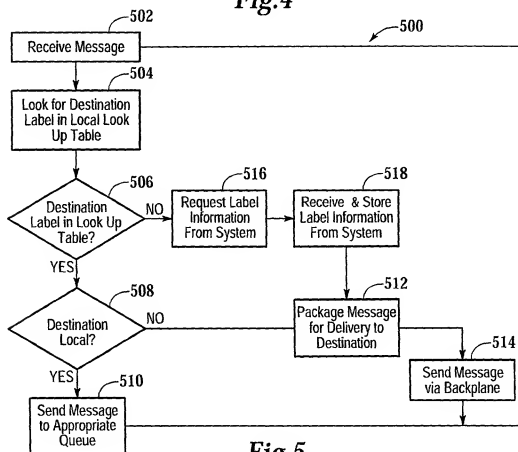 Fig.4
502
500
Receive Message
504
Look for Destination
Label in Local Look
Up Table
506
516
518
Destination
Label in Look Up
Table?
NO
Request Label
Information
From System
Receive & Store
Label Information
From System
YES
508
512
Destination
Local?
NO
Package Message
for Delivery to
Destination
514
YES
510
Send Message
via Backplane
Send Message
to Appropriate
Queue
Fig.5